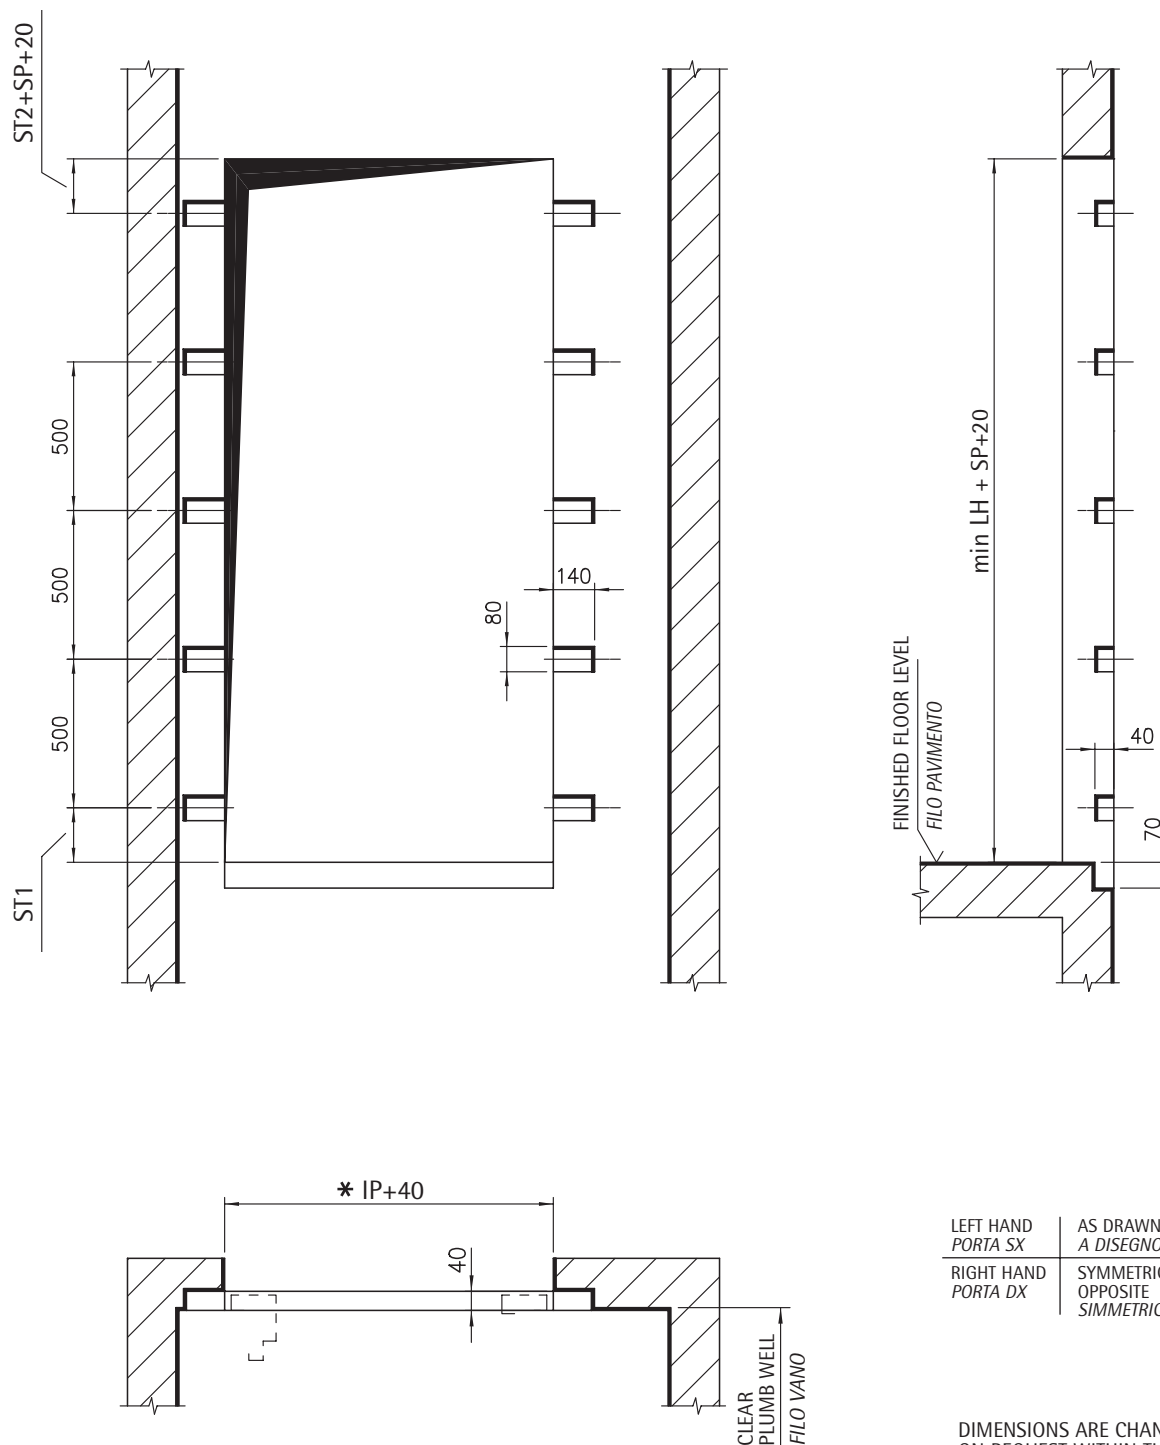 ST2+SP+20
500
500
500
140
80
ST1
min LH + SP+20
FINISHED FLOOR LEVEL
FILO PAVIMENTO
40
70
* IP+40
40
CLEAR
PLUMB WELL
FILO VANO
LEFT HAND
PORTA SX
AS DRAWN
A DISEGNO
RIGHT HAND
PORTA DX
SYMMETRIC
OPPOSITE
SIMMETRIC
DIMENSIONS ARE CHAN